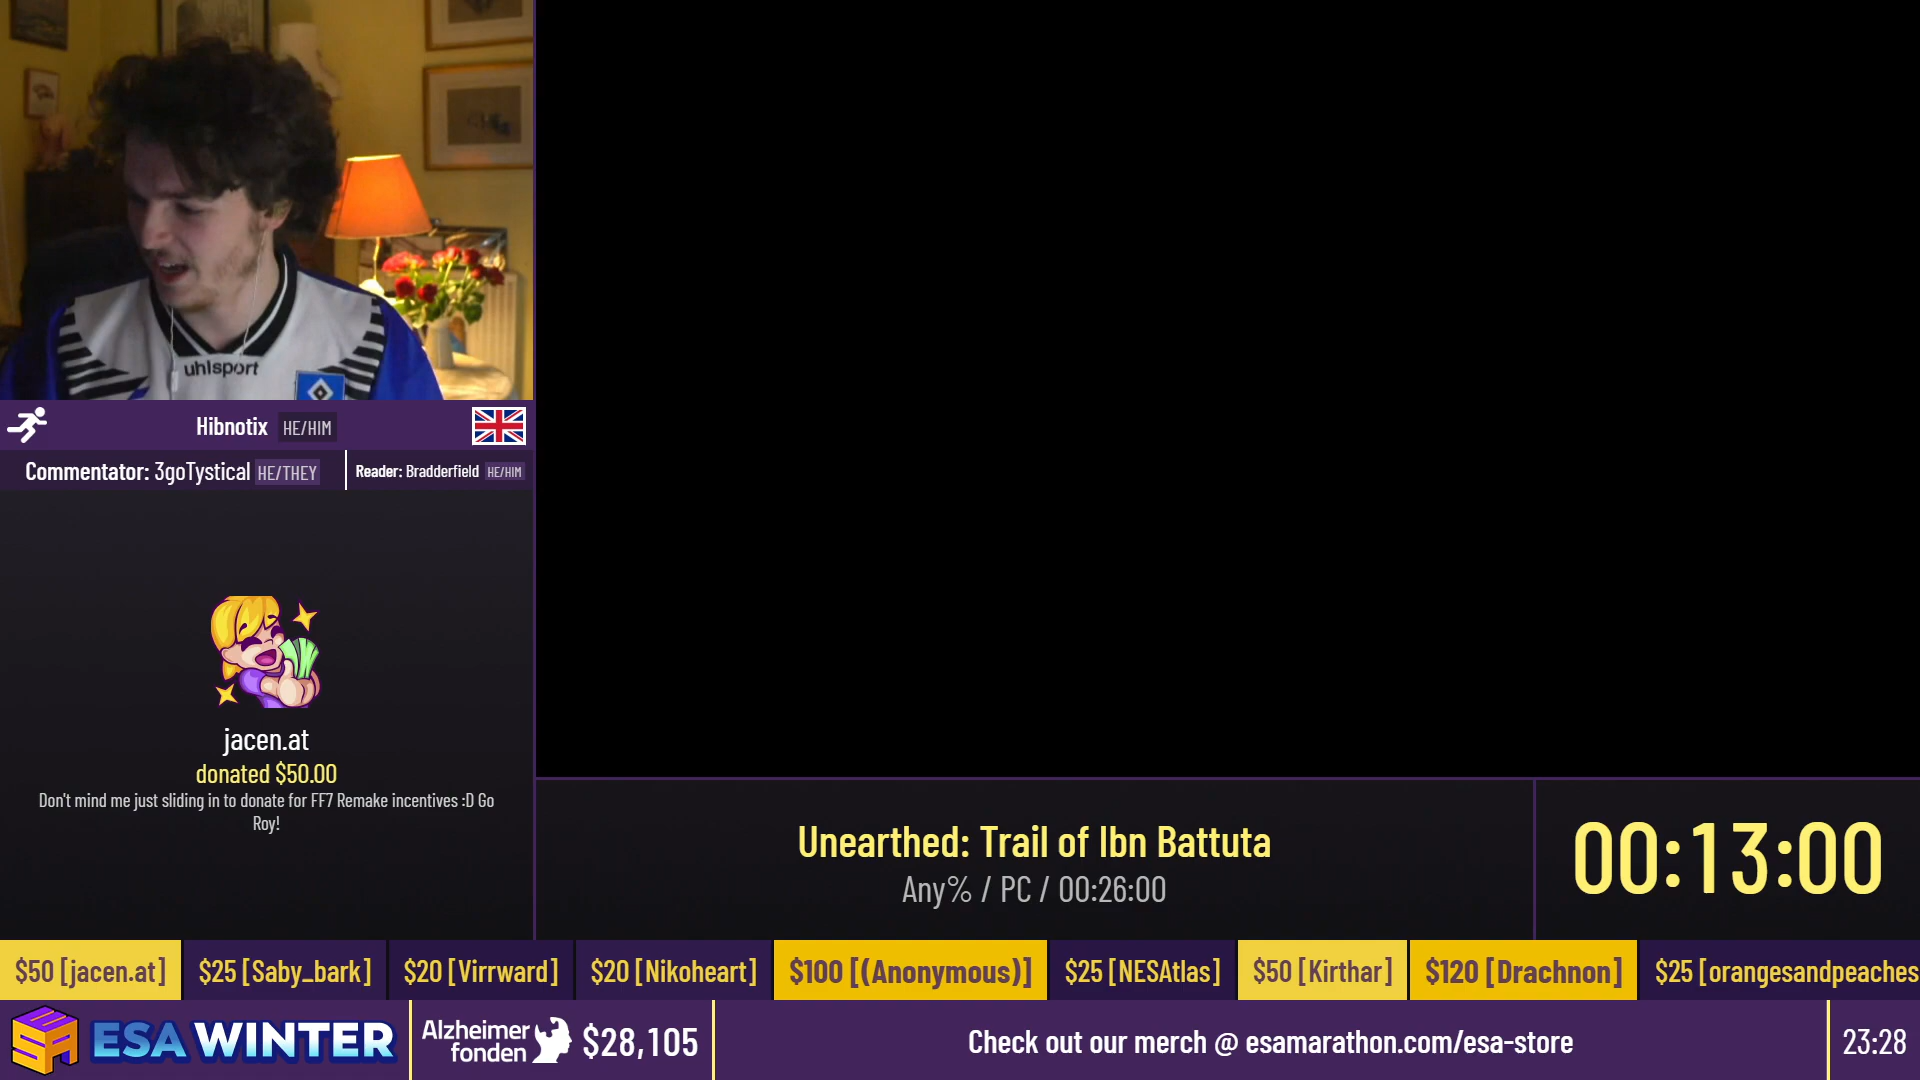 uhlsport
Hibnotix HE/HIM
Commentator: 3goTystical HE/THEY
Reader: Bradderfield HE/HIM
jacen.at
donated $50.00
Don't mind me just sliding in to donate for FF7 Remake incentives :D Go
Roy!
Unearthed: Trail of Ibn Battuta
Any% / PC / 00:26:00
00:13:00
$50 [jacen.at] $25 [Saby_bark] $20 [Virrward] $20 [Nikoheart] $100 [(Anonymous)] $25 [NESAtlas] $50 [Kirthar] $120 [Drachnon] $25 [orangesandpeaches
ESA WINTER
Alzheimer
fonden
$28,105
Check out our merch @ esamarathon.com/esa-store
23:28